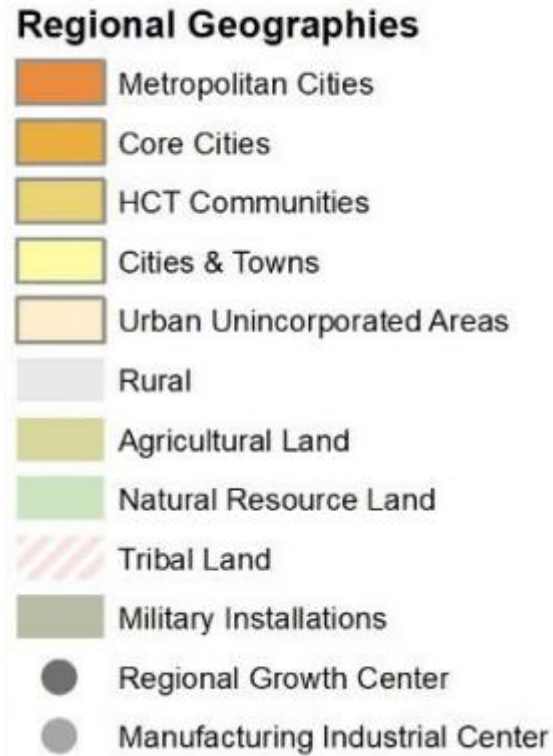 Regional Geographies
Metropolitan Cities
Core Cities
HCT Communities
Cities & Towns
Urban Unincorporated Areas
Rural
Agricultural Land
Natural Resource Land
Tribal Land
Military Installations
Regional Growth Center
Manufacturing Industrial Center